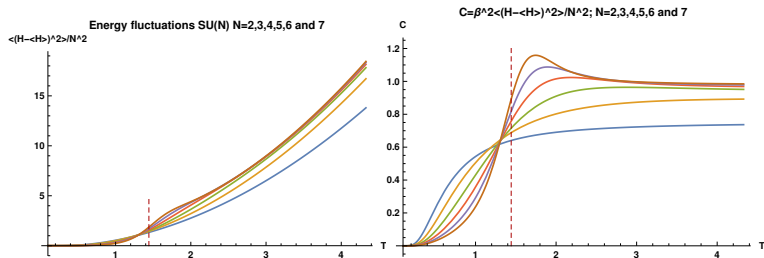 Energy fluctuations SU(N) N=2,3,4,5,6 and 7
<(H-<H>)^2>/N^2
15
10
5
1
2
3
4
T
C=β^2<(H-<H>)^2>/N^2; N=2,3,4,5,6 and 7
C
1.2
1.0
0.8
0.6
0.4
0.2
1
2
3
4
T